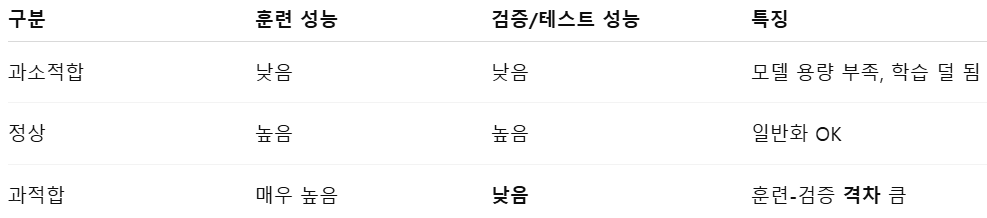 구분 훈련 성능 검증/테스트 성능 특징
과소적합 낮음 낮음 모델 용량 부족, 학습 덜 됨
정상 높음 높음 일반화 OK
과적합 매우 높음 낮음 훈련-검증 격차 큼